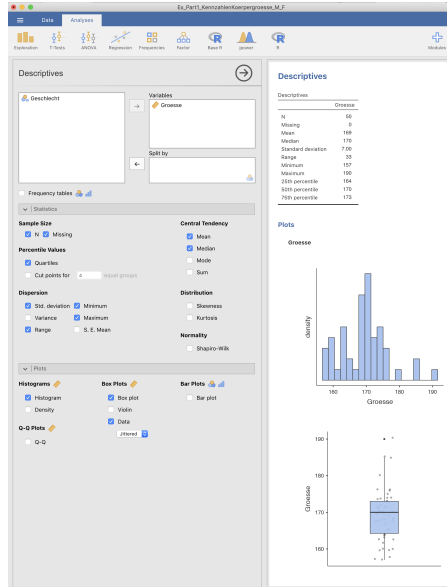 Ex_Part1_KennzahlenKoerpergroesse_M_F
Data Analyses
Exploration T-Tests ANOVA Regression Frequencies Factor Base R jpower R Modules
Descriptives
Geschlecht
Variables
Groesse
Split by
Frequency tables
Statistics
Sample Size
N Missing
Percentile Values
Quartiles
Cut points for 4 equal groups
Dispersion
Std. deviation Minimum
Variance Maximum
Range S. E. Mean
Central Tendency
Mean
Median
Mode
Sum
Distribution
Skewness
Kurtosis
Normality
Shapiro-Wilk
Plots
Histograms
Histogram
Density
Q-Q Plots
Q-Q
Box Plots
Box plot
Violin
Data
Jittered
Bar Plots
Bar plot
Descriptives
Descriptives
Groesse
N 50
Missing 0
Mean 169
Median 170
Standard deviation 7.00
Range 33
Minimum 157
Maximum 190
25th percentile 164
50th percentile 170
75th percentile 173
Plots
Groesse
density
160 170 180 190
Groesse
190
180
170
160
Groesse